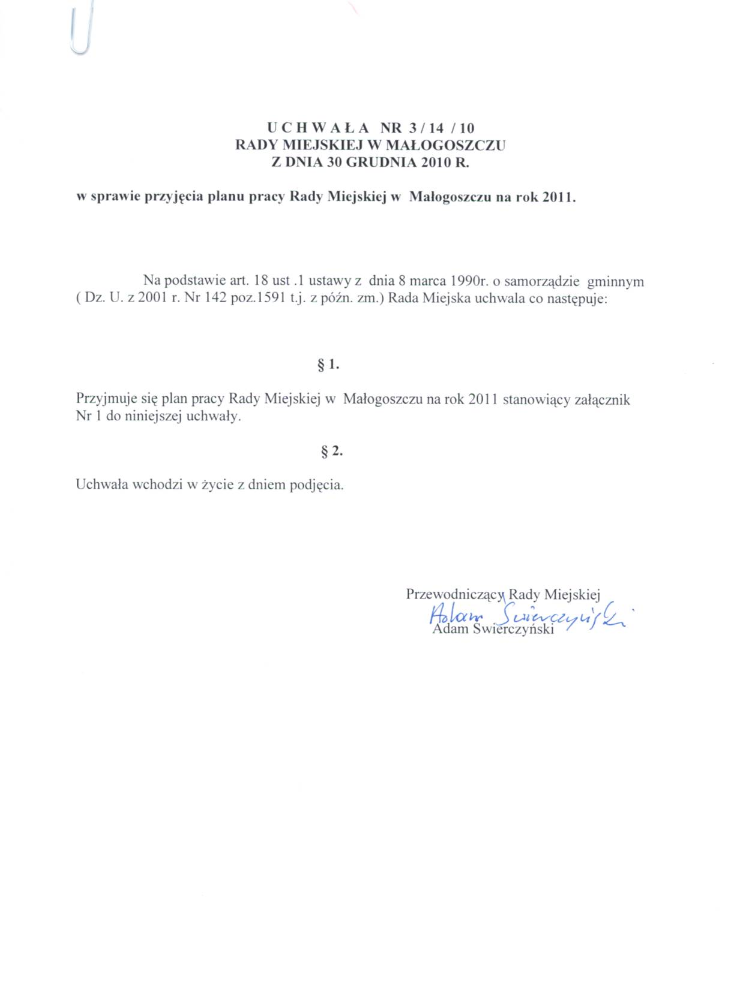 U C H W A Ł A NR 3 / 14 / 10
RADY MIEJSKIEJ W MAŁOGOSZCZU
Z DNIA 30 GRUDNIA 2010 R.
w sprawie przyjęcia planu pracy Rady Miejskiej w Małogoszczu na rok 2011.
Na podstawie art. 18 ust .1 ustawy z dnia 8 marca 1990r. o samorządzie gminnym
( Dz. U. z 2001 r. Nr 142 poz.1591 t.j. z późn. zm.) Rada Miejska uchwala co następuje:
§ 1.
Przyjmuje się plan pracy Rady Miejskiej w Małogoszczu na rok 2011 stanowiący załącznik
Nr 1 do niniejszej uchwały.
§ 2.
Uchwała wchodzi w życie z dniem podjęcia.
Przewodniczący Rady Miejskiej
Adam Świerczyński
Adam Świerczyński